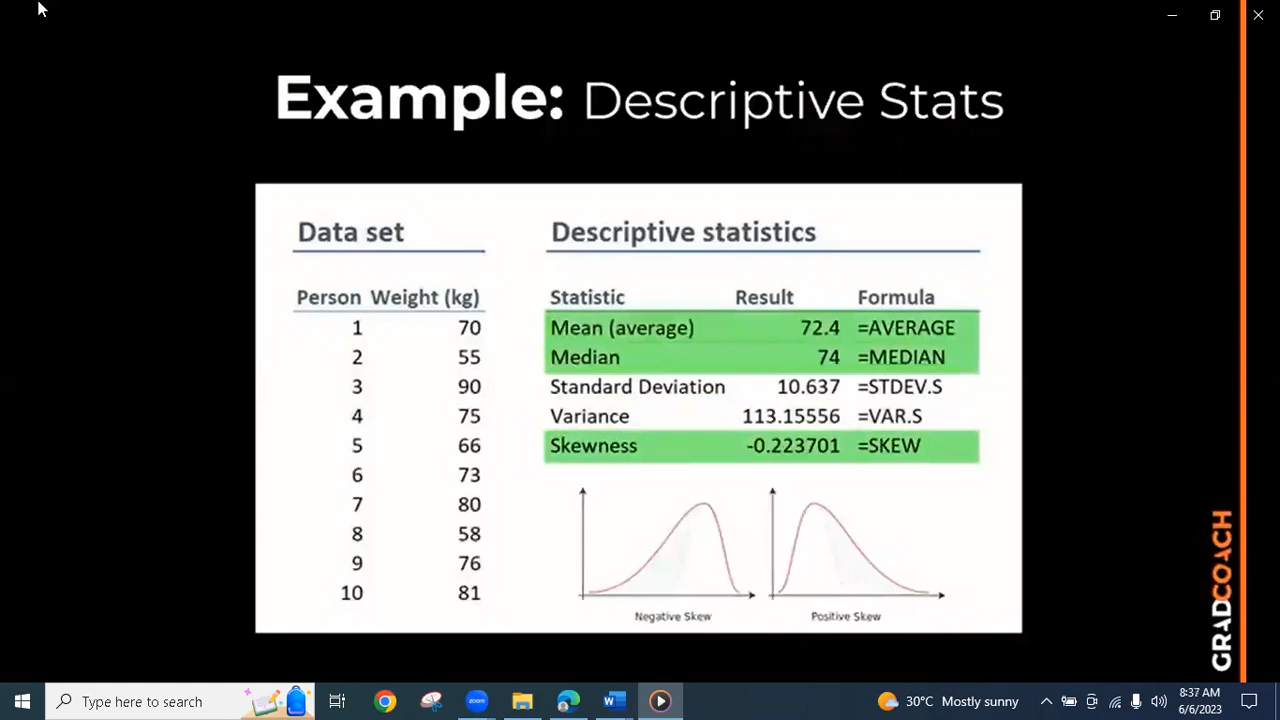 Example: Descriptive Stats
Data set
Person Weight (kg)
1 70
2 55
3 90
4 75
5 66
6 73
7 80
8 58
9 76
10 81
Descriptive statistics
Statistic Result Formula
Mean (average) 72.4 =AVERAGE
Median 74 =MEDIAN
Standard Deviation 10.637 =STDEV.S
Variance 113.15556 =VAR.S
Skewness -0.223701 =SKEW
Negative Skew Positive Skew
GRADCOACH
Type here to search
zoom
30°C Mostly sunny
8:37 AM
6/6/2023